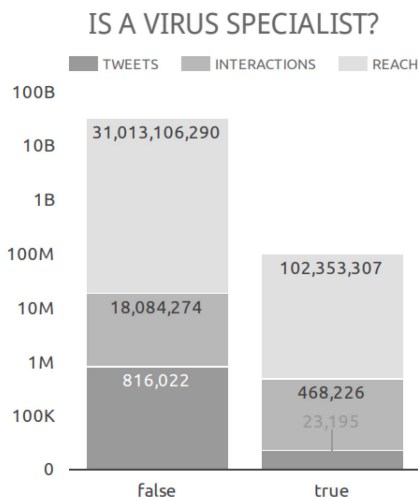 IS A VIRUS SPECIALIST?
TWEETS INTERACTIONS REACH
100B
31,013,106,290
10B
1B
100M
102,353,307
10M
18,084,274
1M
816,022
468,226
100K
23,195
0
false true